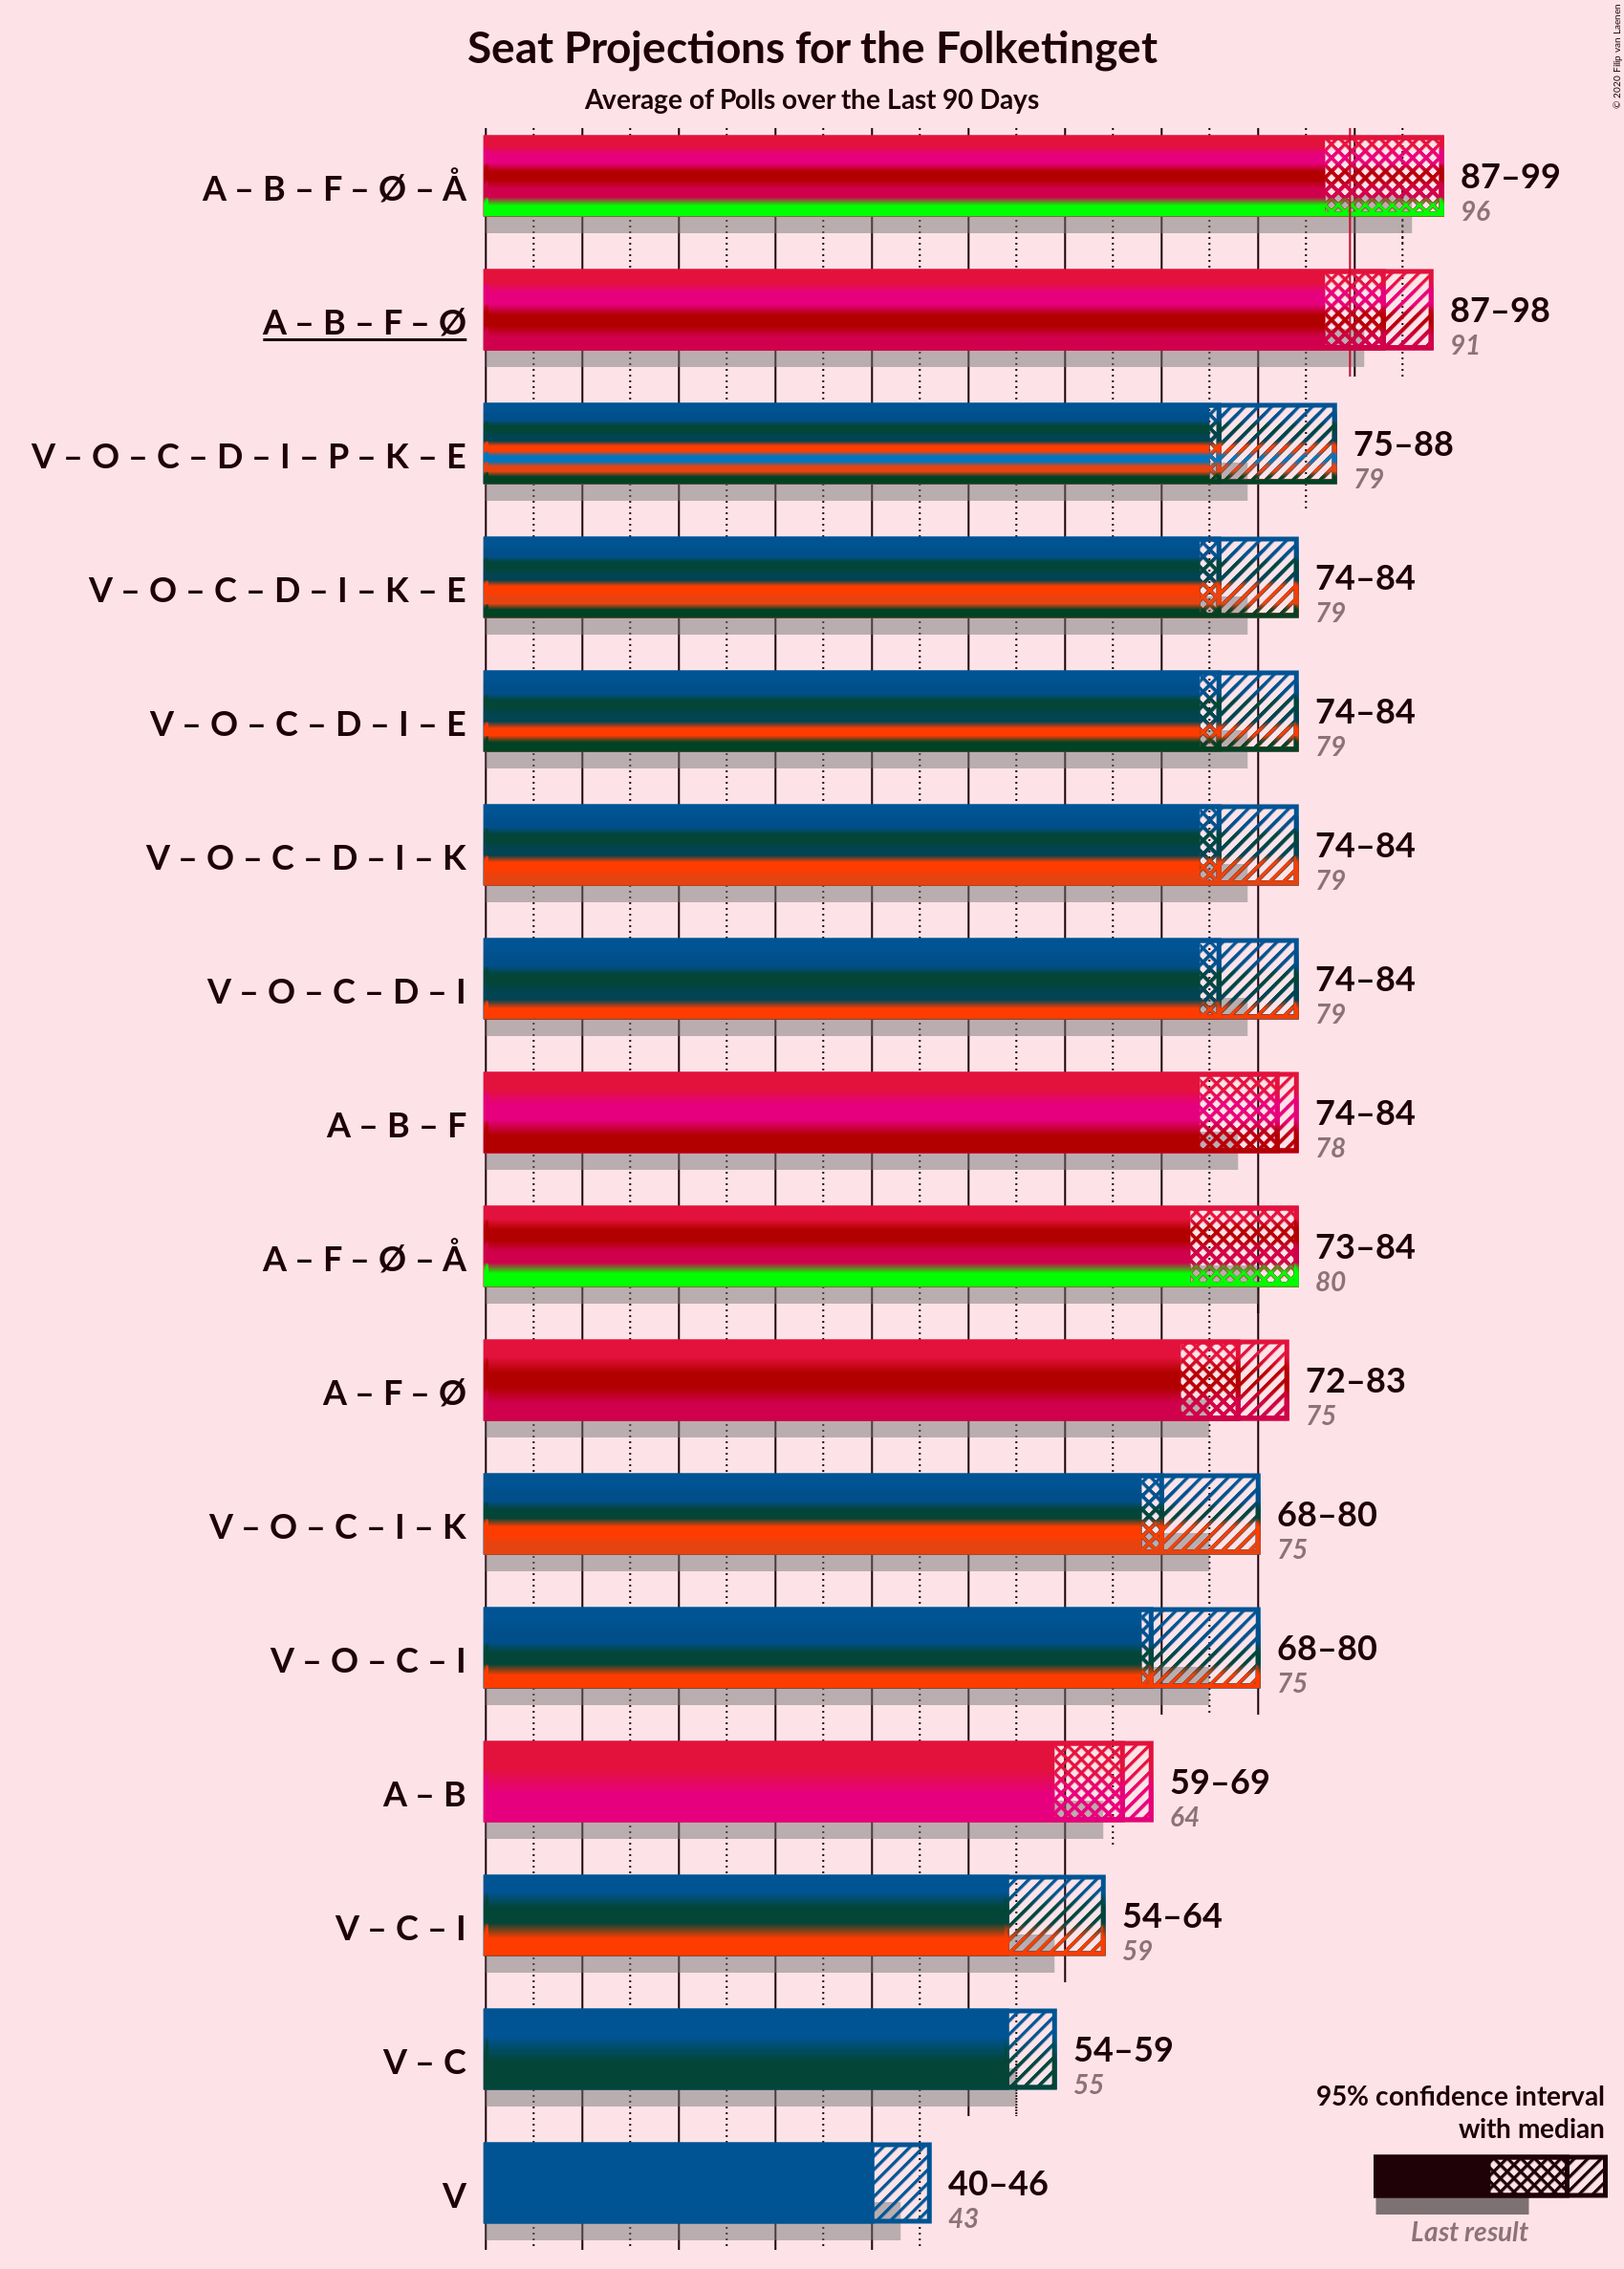 Seat Projections for the Folketinget
Average of Polls over the Last 90 Days
© 2020 Filip van Laenen
A – B – F – Ø – Å
87–99
96
A – B – F – Ø
87–98
91
V – O – C – D – I – P – K – E
75–88
79
V – O – C – D – I – K – E
74–84
79
V – O – C – D – I – E
74–84
79
V – O – C – D – I – K
74–84
79
V – O – C – D – I
74–84
79
A – B – F
74–84
78
A – F – Ø – Å
73–84
80
A – F – Ø
72–83
75
V – O – C – I – K
68–80
75
V – O – C – I
68–80
75
A – B
59–69
64
V – C – I
54–64
59
V – C
54–59
55
V
40–46
43
95% confidence interval
with median
Last result